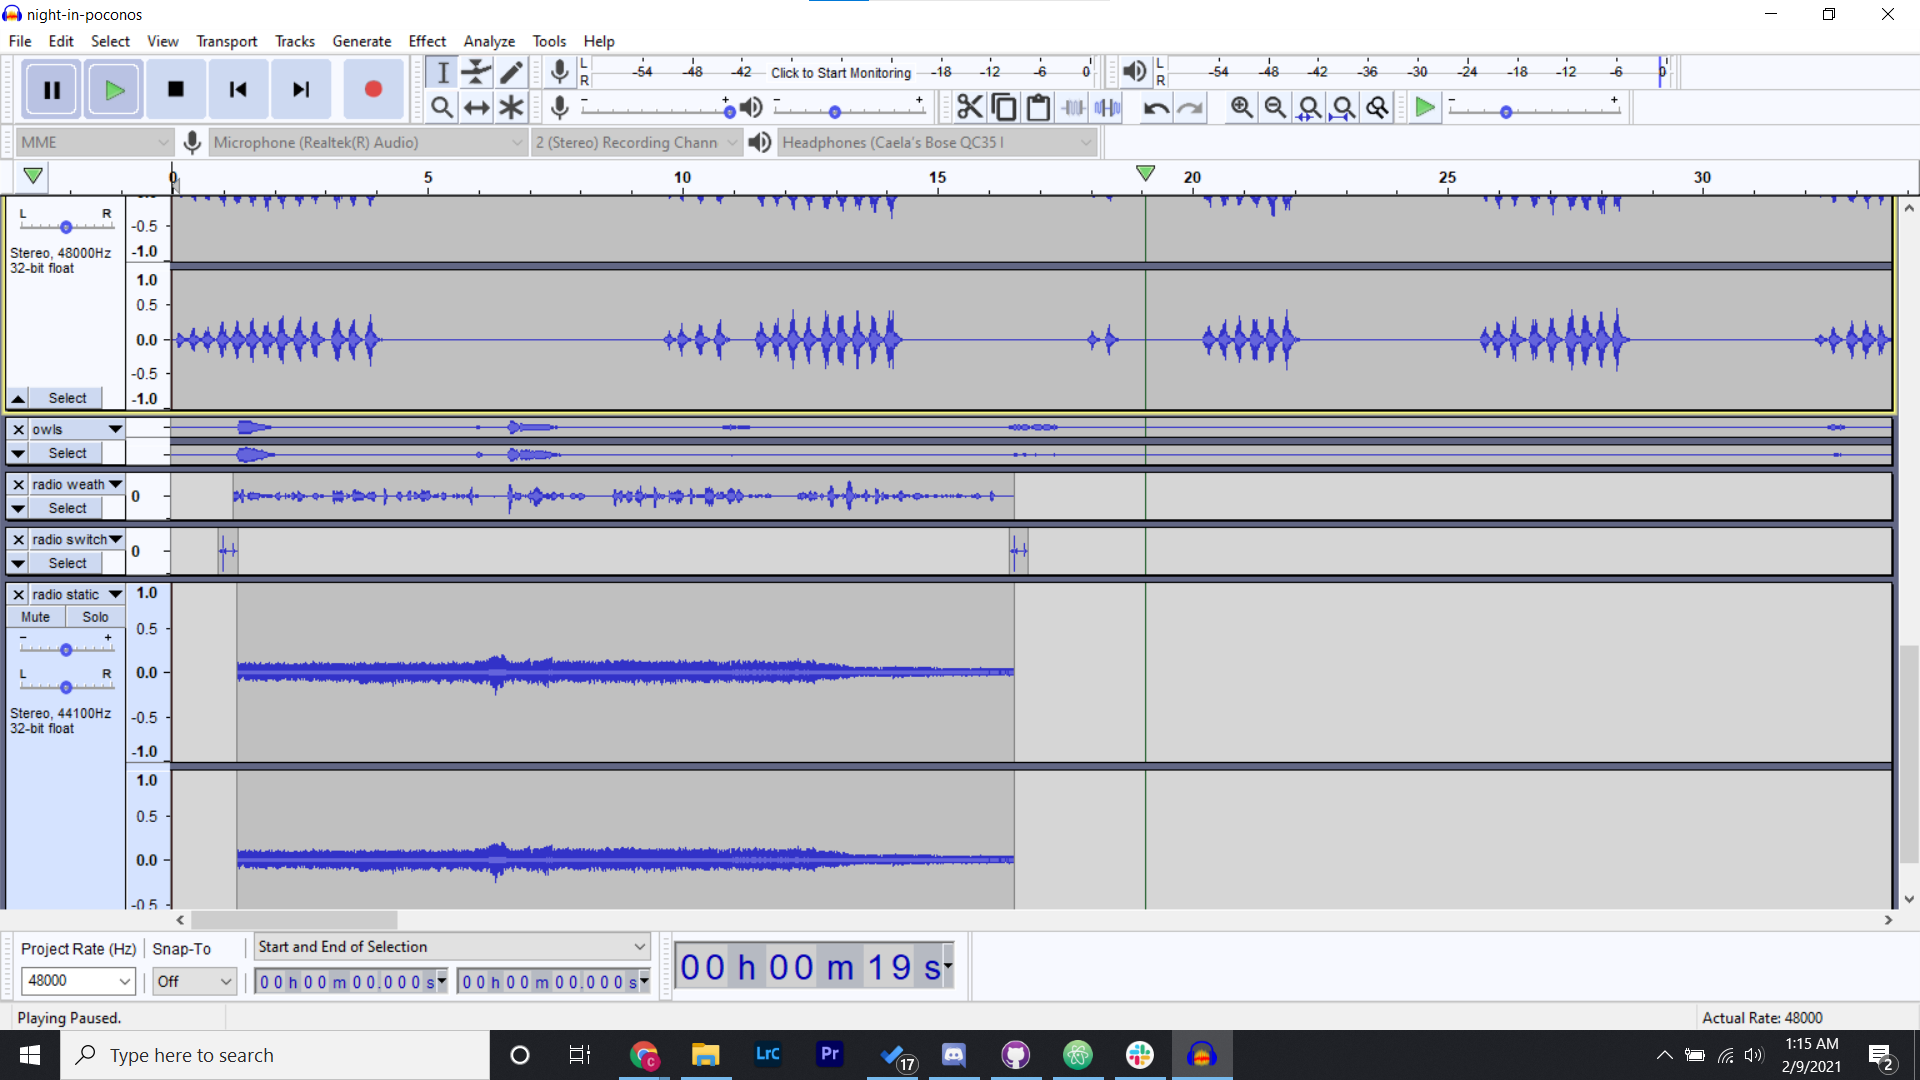 night-in-poconos
File Edit Select View Transport Tracks Generate Effect Analyze Tools Help
L
R
-54 -48 -42 Click to Start Monitoring -18 -12 -6 0
L
R
-54 -48 -42 -36 -30 -24 -18 -12 -6 0
- + - + - +
MME Microphone (Realtek(R) Audio) 2 (Stereo) Recording Chann Headphones (Caela's Bose QC35 I
0 5 10 15 20 25 30
L R
-0.5
Stereo, 48000Hz
-1.0
32-bit float
1.0
0.5
0.0
-0.5
Select
-1.0
owls
Select
radio weath
0
Select
radio switch
0
Select
radio static
1.0
Mute Solo
0.5
- +
L R
0.0
Stereo, 44100Hz
-0.5
32-bit float
-1.0
1.0
0.5
0.0
-0.5
Project Rate (Hz) Snap-To Start and End of Selection
48000 Off 00 h 00 m 00.000 s 00 h 00 m 00.000 s
00 h 00 m 19 s
Playing Paused. Actual Rate: 48000
Type here to search
C
LrC
Pr
17
1:15 AM
2/9/2021
2